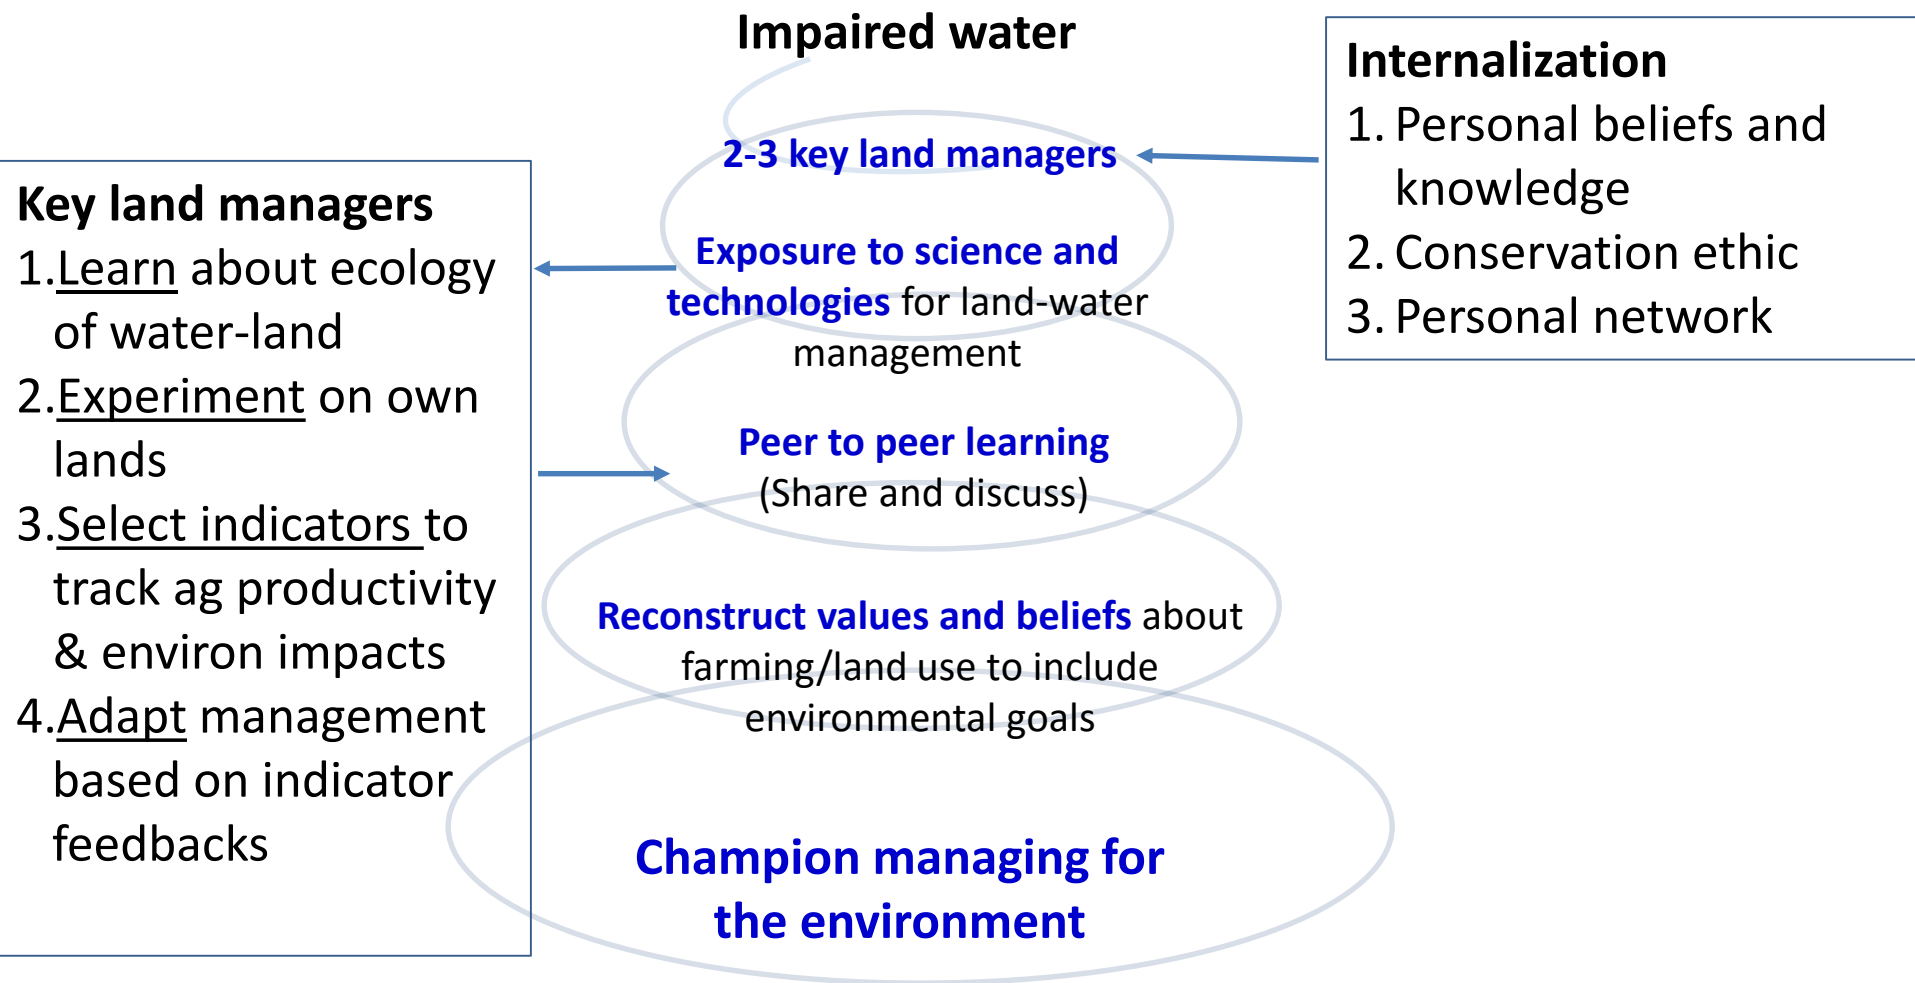 Impaired water
2-3 key land managers
Exposure to science and
technologies for land-water
management
Peer to peer learning
(Share and discuss)
Reconstruct values and beliefs about
farming/land use to include
environmental goals
Champion managing for
the environment
Key land managers
1.Learn about ecology
of water-land
2.Experiment on own
lands
3.Select indicators to
track ag productivity
& environ impacts
4.Adapt management
based on indicator
feedbacks
Internalization
1. Personal beliefs and
knowledge
2. Conservation ethic
3. Personal network